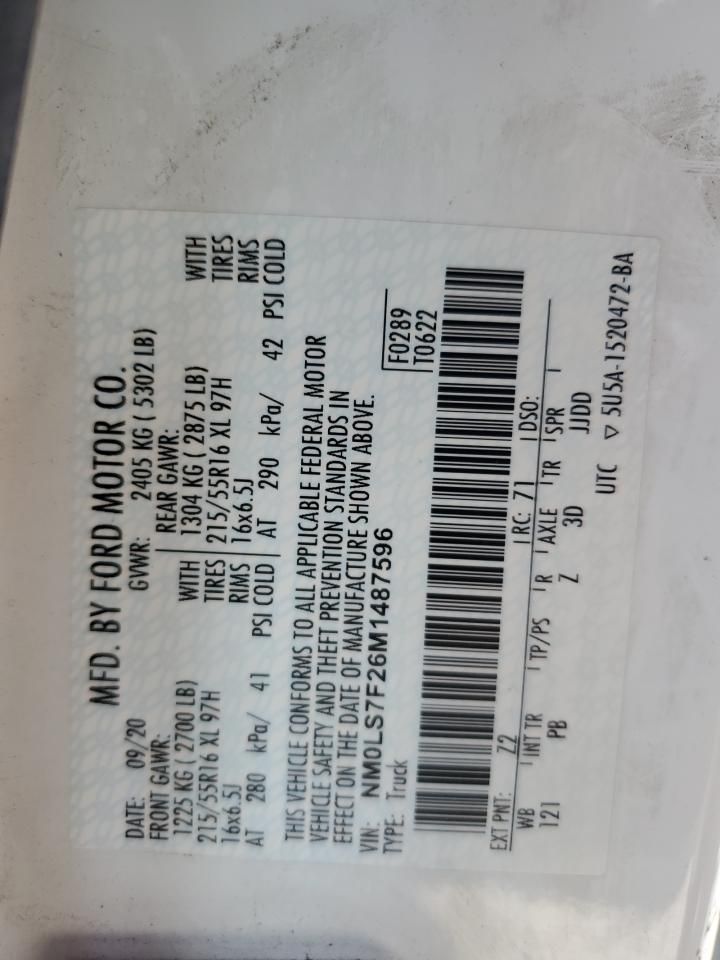 MFD. BY FORD MOTOR CO.
DATE: 09/20 GVWR: 2405 KG ( 5302 LB)
FRONT GAWR: REAR GAWR:
1225 KG ( 2700 LB) WITH 1304 KG ( 2875 LB) WITH
215/55R16 XL 97H TIRES 215/55R16 XL 97H TIRES
16x6.5J RIMS 16x6.5J RIMS
AT 280 kPa/ 41 PSI COLD AT 290 kPa/ 42 PSI COLD
THIS VEHICLE CONFORMS TO ALL APPLICABLE FEDERAL MOTOR
VEHICLE SAFETY AND THEFT PREVENTION STANDARDS IN
EFFECT ON THE DATE OF MANUFACTURE SHOWN ABOVE.
VIN: NM0LS7F26M1487596 F0289
TYPE: Truck T0622
EXT PNT: Z2 RC: 71 DSO:
WB INT TR TP/PS R AXLE TR SPR
121 PB Z 3D JJDD
UTC ▽ 5U5A-1520472-BA